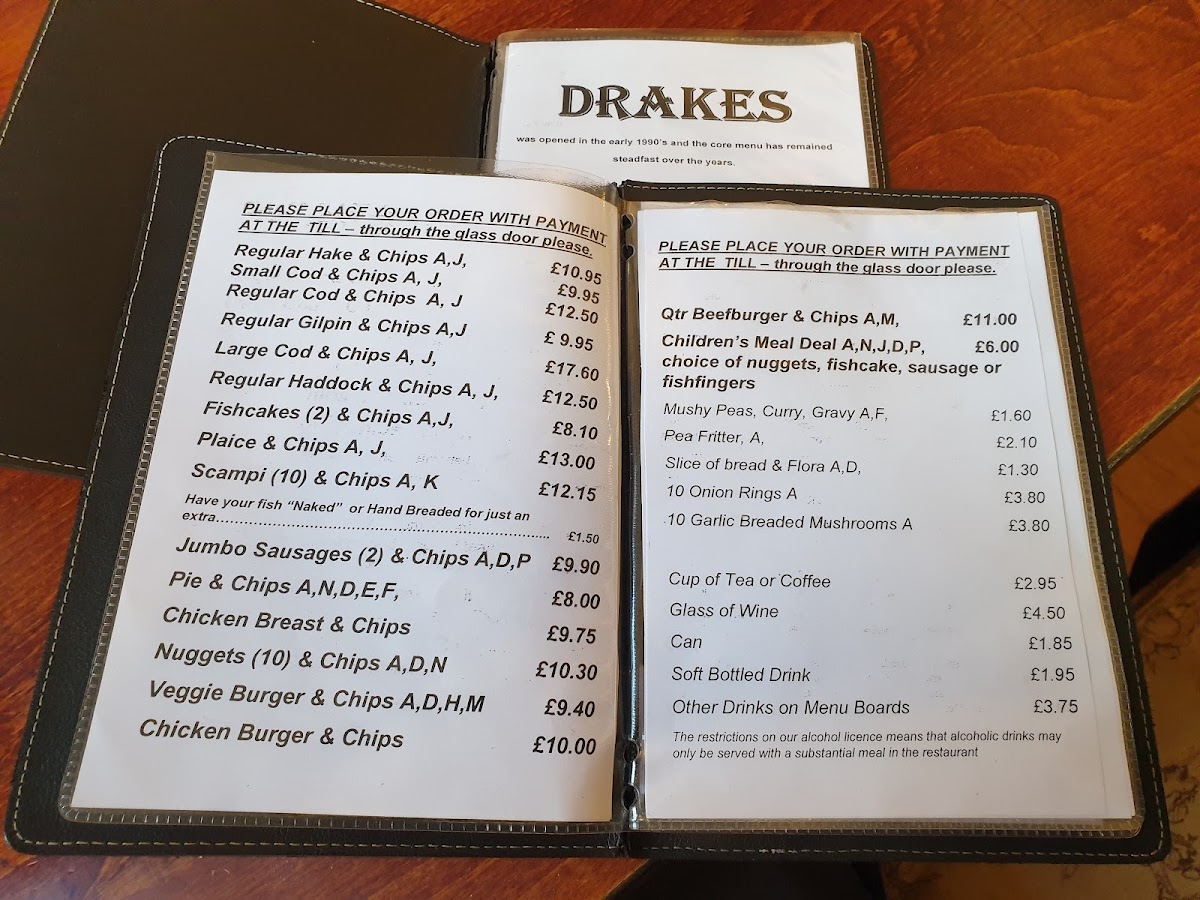 DRAKES
was opened in the early 1990's and the core menu has remained
steadfast over the years.
PLEASE PLACE YOUR ORDER WITH PAYMENT
AT THE TILL – through the glass door please.
Regular Hake & Chips A,J, £10.95
Small Cod & Chips A, J, £9.95
Regular Cod & Chips A, J £12.50
Regular Gilpin & Chips A,J £ 9.95
Large Cod & Chips A, J, £17.60
Regular Haddock & Chips A, J, £12.50
Fishcakes (2) & Chips A,J, £8.10
Plaice & Chips A, J, £13.00
Scampi (10) & Chips A, K £12.15
Have your fish "Naked" or Hand Breaded for just an
extra.......................................................................... £1.50
Jumbo Sausages (2) & Chips A,D,P £9.90
Pie & Chips A,N,D,E,F, £8.00
Chicken Breast & Chips £9.75
Nuggets (10) & Chips A,D,N £10.30
Veggie Burger & Chips A,D,H,M £9.40
Chicken Burger & Chips £10.00
PLEASE PLACE YOUR ORDER WITH PAYMENT
AT THE TILL – through the glass door please.
Qtr Beefburger & Chips A,M, £11.00
Children's Meal Deal A,N,J,D,P, £6.00
choice of nuggets, fishcake, sausage or
fishfingers
Mushy Peas, Curry, Gravy A,F, £1.60
Pea Fritter, A, £2.10
Slice of bread & Flora A,D, £1.30
10 Onion Rings A £3.80
10 Garlic Breaded Mushrooms A £3.80
Cup of Tea or Coffee £2.95
Glass of Wine £4.50
Can £1.85
Soft Bottled Drink £1.95
Other Drinks on Menu Boards £3.75
The restrictions on our alcohol licence means that alcoholic drinks may
only be served with a substantial meal in the restaurant